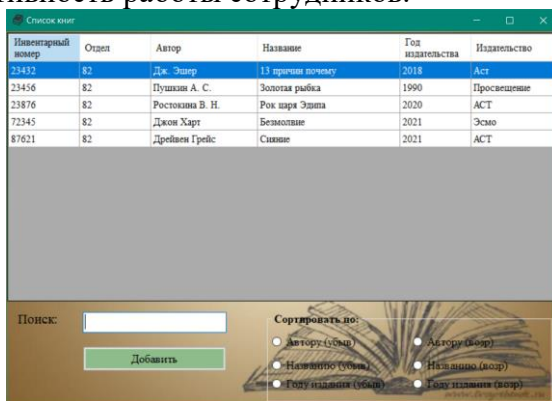 тивность работы сотрудников.
Список книг
Инвентарный номер Отдел Автор Название Год издательства Издательство
23432 82 Дж. Эшер 13 причин почему 2018 Аст
23456 82 Пушкин А. С. Золотая рыбка 1990 Просвещение
23876 82 Ростокина В. Н. Рок царя Эдипа 2020 АСТ
72345 82 Джон Харт Безмолвие 2021 Эсмо
87621 82 Дрейвен Грейс Сияние 2021 АСТ
Поиск:
Добавить
Сортировать по:
Автору (убыв) Автору (возр)
Названию (убыв) Названию (возр)
Году издания (убыв) Году издания (возр)